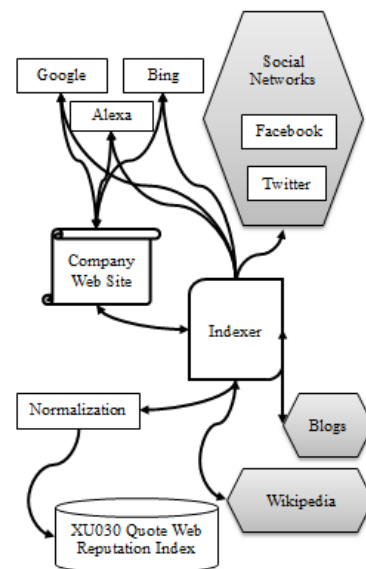 Google
Bing
Alexa
Social
Networks
Facebook
Twitter
Company
Web Site
Indexer
Normalization
Blogs
Wikipedia
XU030 Quote Web
Reputation Index